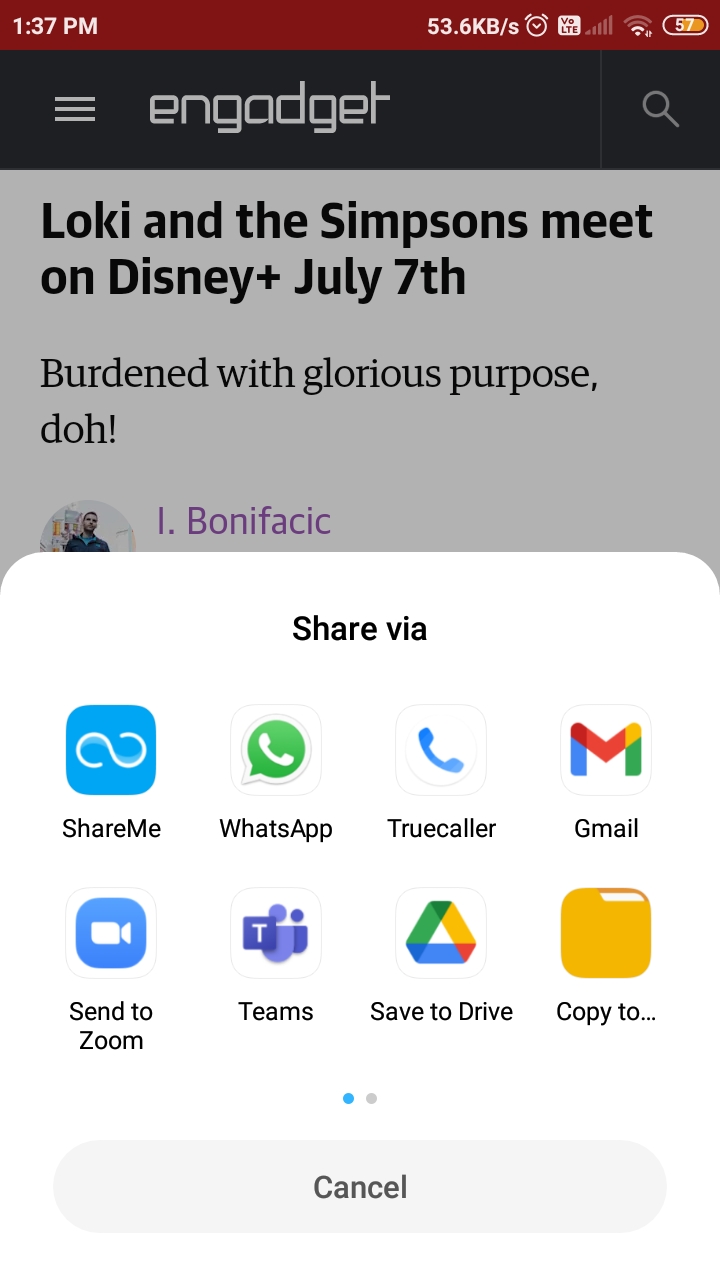 1:37 PM 53.6KB/s Vo LTE 57
engadget
Loki and the Simpsons meet
on Disney+ July 7th
Burdened with glorious purpose,
doh!
I. Bonifacic
Share via
ShareMe WhatsApp Truecaller Gmail
T
Send to Teams Save to Drive Copy to...
Zoom
Cancel